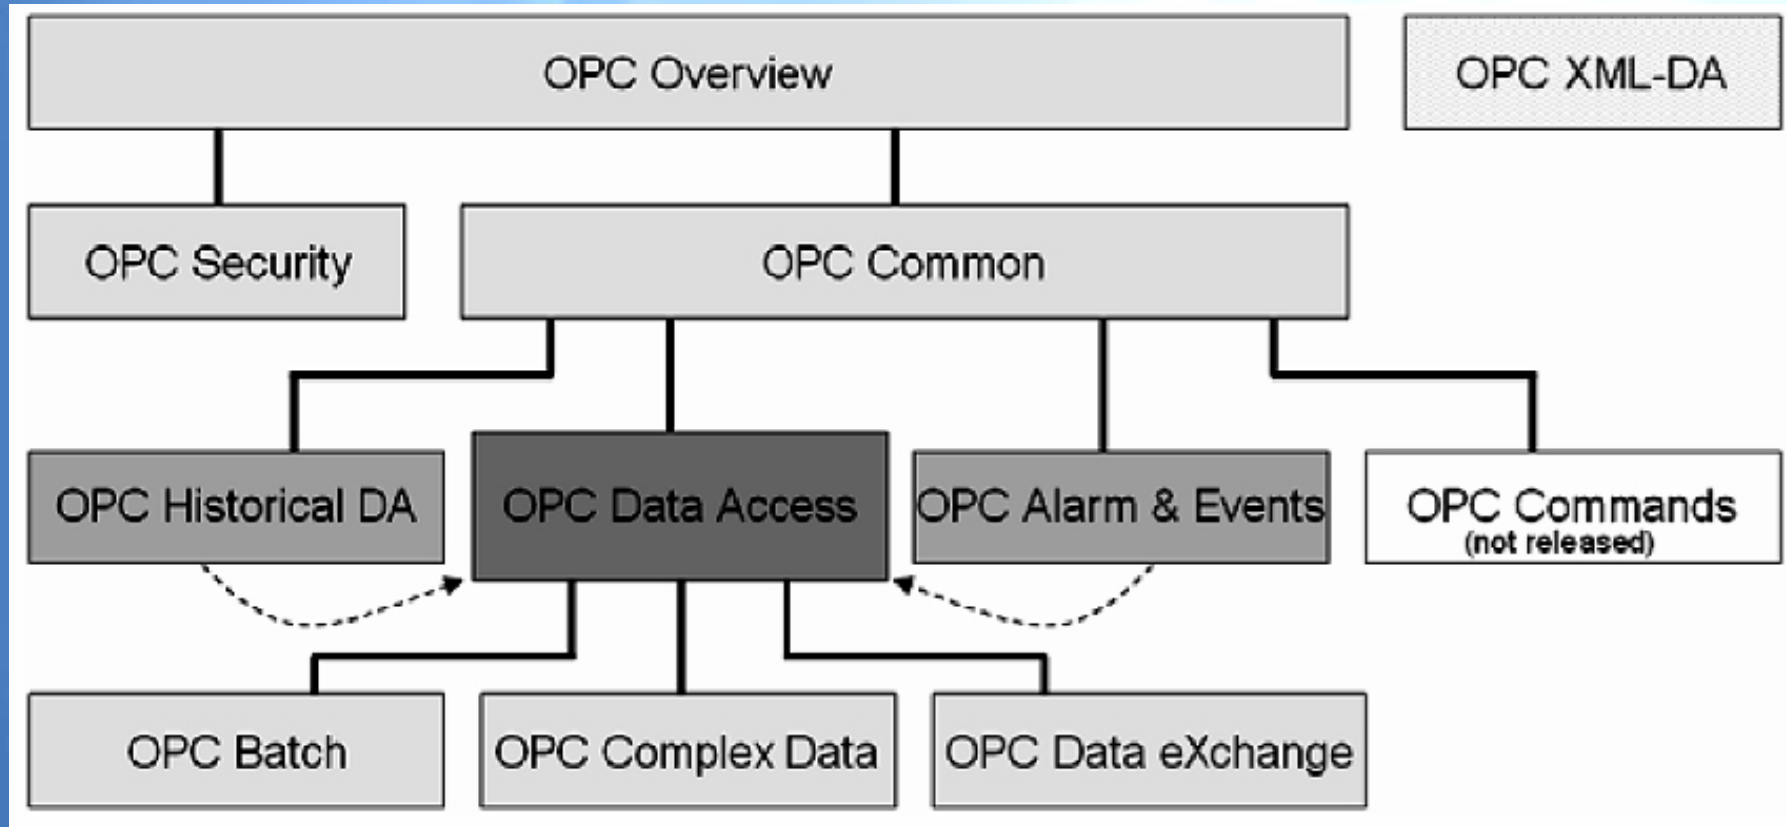 OPC Overview
OPC XML-DA
OPC Security
OPC Common
OPC Historical DA
OPC Data Access
OPC Alarm & Events
OPC Commands
(not released)
OPC Batch
OPC Complex Data
OPC Data eXchange